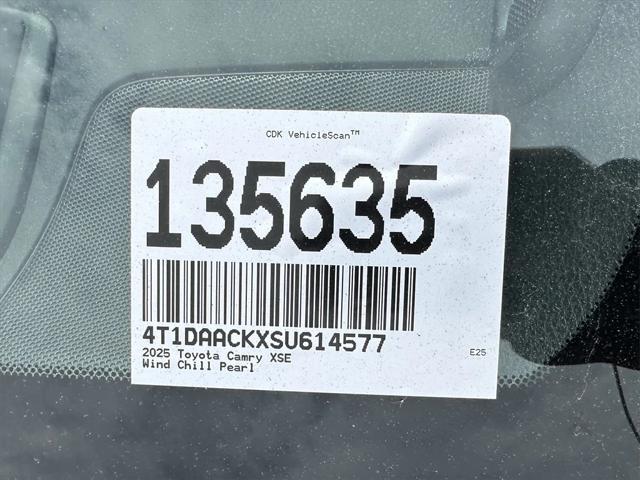 CDK VehicleScan™
135635
4T1DAACKXSU614577
2025 Toyota Camry XSE
E25
Wind Chill Pearl